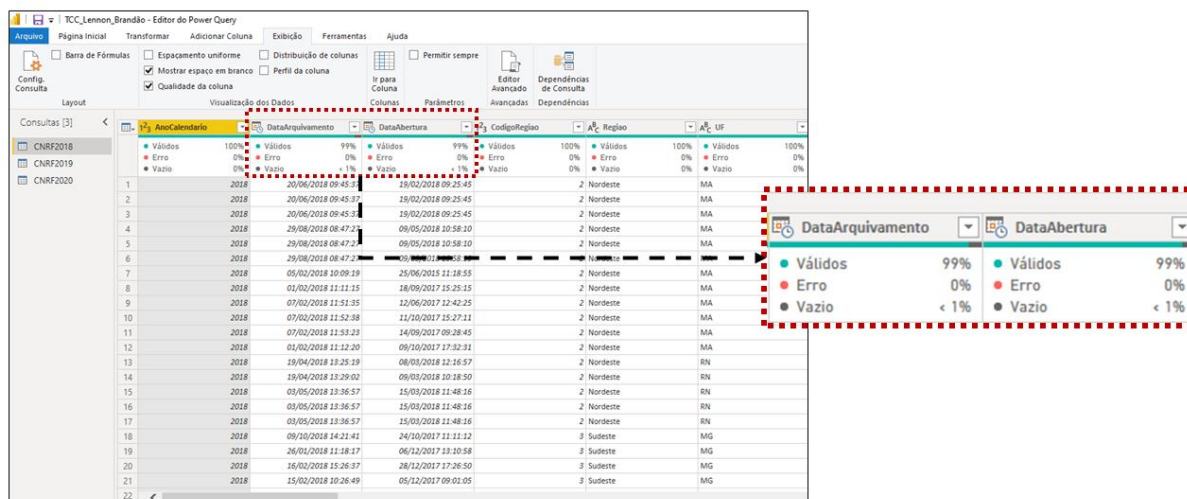 TCC_Lennon_Brandão - Editor do Power Query
Arquivo Página Inicial Transformar Adicionar Coluna Exibição Ferramentas Ajuda
Barra de Fórmulas Espaçamento uniforme Distribuição de colunas Permitir sempre
Mostrar espaço em branco Perfil da coluna
Qualidade da coluna
Config. Consulta Ir para Coluna Editor Avançado Dependências de Consulta
Layout Visualização dos Dados Colunas Parâmetros Avançadas Dependências
Consultas [3]
CNRF2018
CNRF2019
CNRF2020
AnoCalendario DataArquivamento DataAbertura CodigoRegiao Regiao UF
Válidos 100% Válidos 99% Válidos 99% Válidos 100% Válidos 100% Válidos 100%
Erro 0% Erro 0% Erro 0% Erro 0% Erro 0% Erro 0%
Vazio 0% Vazio < 1% Vazio < 1% Vazio 0% Vazio 0% Vazio 0%
1 2018 20/06/2018 09:45:37 19/02/2018 09:25:45 2 Nordeste MA
2 2018 20/06/2018 09:45:37 19/02/2018 09:25:45 2 Nordeste MA
3 2018 20/06/2018 09:45:37 19/02/2018 09:25:45 2 Nordeste MA
4 2018 29/08/2018 08:47:27 09/05/2018 10:58:10 2 Nordeste MA
5 2018 29/08/2018 08:47:27 09/05/2018 10:58:10 2 Nordeste MA
6 2018 29/08/2018 08:47:27 2
7 2018 05/02/2018 10:09:19 25/06/2015 11:18:55 2 Nordeste MA
8 2018 01/02/2018 11:11:15 18/09/2017 15:25:15 2 Nordeste MA
9 2018 07/02/2018 11:51:35 12/06/2017 12:42:25 2 Nordeste MA
10 2018 07/02/2018 11:52:38 11/10/2017 15:27:11 2 Nordeste MA
11 2018 07/02/2018 11:53:23 14/09/2017 09:28:45 2 Nordeste MA
12 2018 01/02/2018 11:12:20 09/10/2017 17:32:31 2 Nordeste MA
13 2018 19/04/2018 13:25:19 08/03/2018 12:16:57 2 Nordeste RN
14 2018 19/04/2018 13:29:02 09/03/2018 10:18:50 2 Nordeste RN
15 2018 03/05/2018 13:36:57 15/03/2018 11:48:16 2 Nordeste RN
16 2018 03/05/2018 13:36:57 15/03/2018 11:48:16 2 Nordeste RN
17 2018 03/05/2018 13:36:57 15/03/2018 11:48:16 2 Nordeste RN
18 2018 09/10/2018 14:21:41 24/10/2017 11:11:12 3 Sudeste MG
19 2018 26/01/2018 11:18:17 06/12/2017 13:10:58 3 Sudeste MG
20 2018 16/02/2018 15:26:37 28/12/2017 17:26:50 3 Sudeste MG
21 2018 15/02/2018 10:26:49 05/12/2017 09:01:05 3 Sudeste MG
22
DataArquivamento DataAbertura
Válidos 99% Válidos 99%
Erro 0% Erro 0%
Vazio < 1% Vazio < 1%